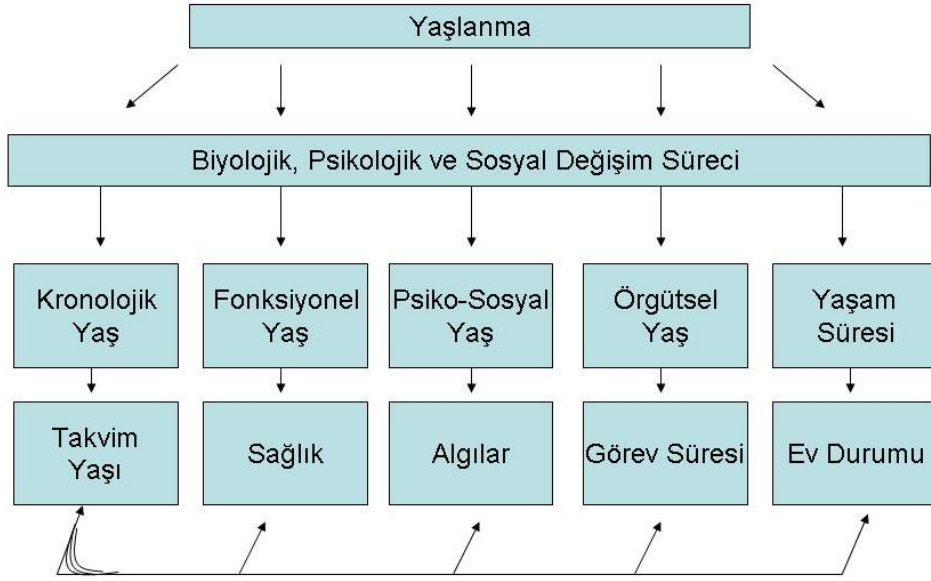 Yaşlanma
Biyolojik, Psikolojik ve Sosyal Değişim Süreci
Kronolojik
Yaş
Fonksiyonel
Yaş
Psiko-Sosyal
Yaş
Örgütsel
Yaş
Yaşam
Süresi
Takvim
Yaşı
Sağlık
Algılar
Görev Süresi
Ev Durumu